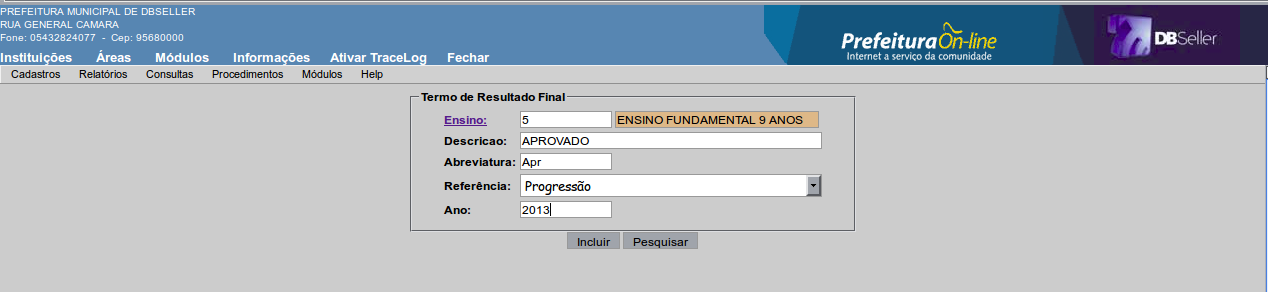 PREFEITURA MUNICIPAL DE DBSELLER
RUA GENERAL CAMARA
Fone: 05432824077 - Cep: 95680000
PrefeituraOn-line
Internet a serviço da comunidade
DBSeller
Instituições Áreas Módulos Informações Ativar TraceLog Fechar
Cadastros Relatórios Consultas Procedimentos Módulos Help
Termo de Resultado Final
Ensino: 5 ENSINO FUNDAMENTAL 9 ANOS
Descricao: APROVADO
Abreviatura: Apr
Referência: Progressão
Ano: 2013
Incluir Pesquisar